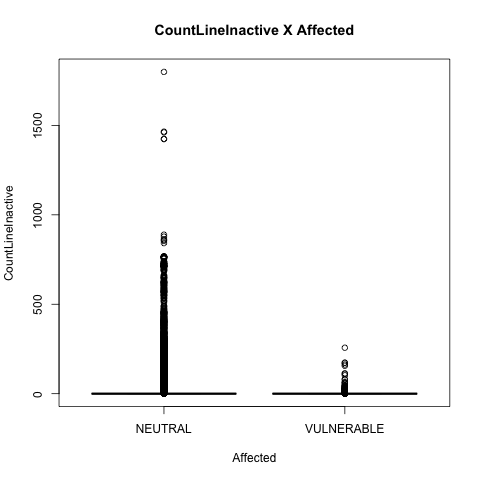 CountLineInactive X Affected
CountLineInactive
1500
1000
500
0
NEUTRAL
VULNERABLE
Affected